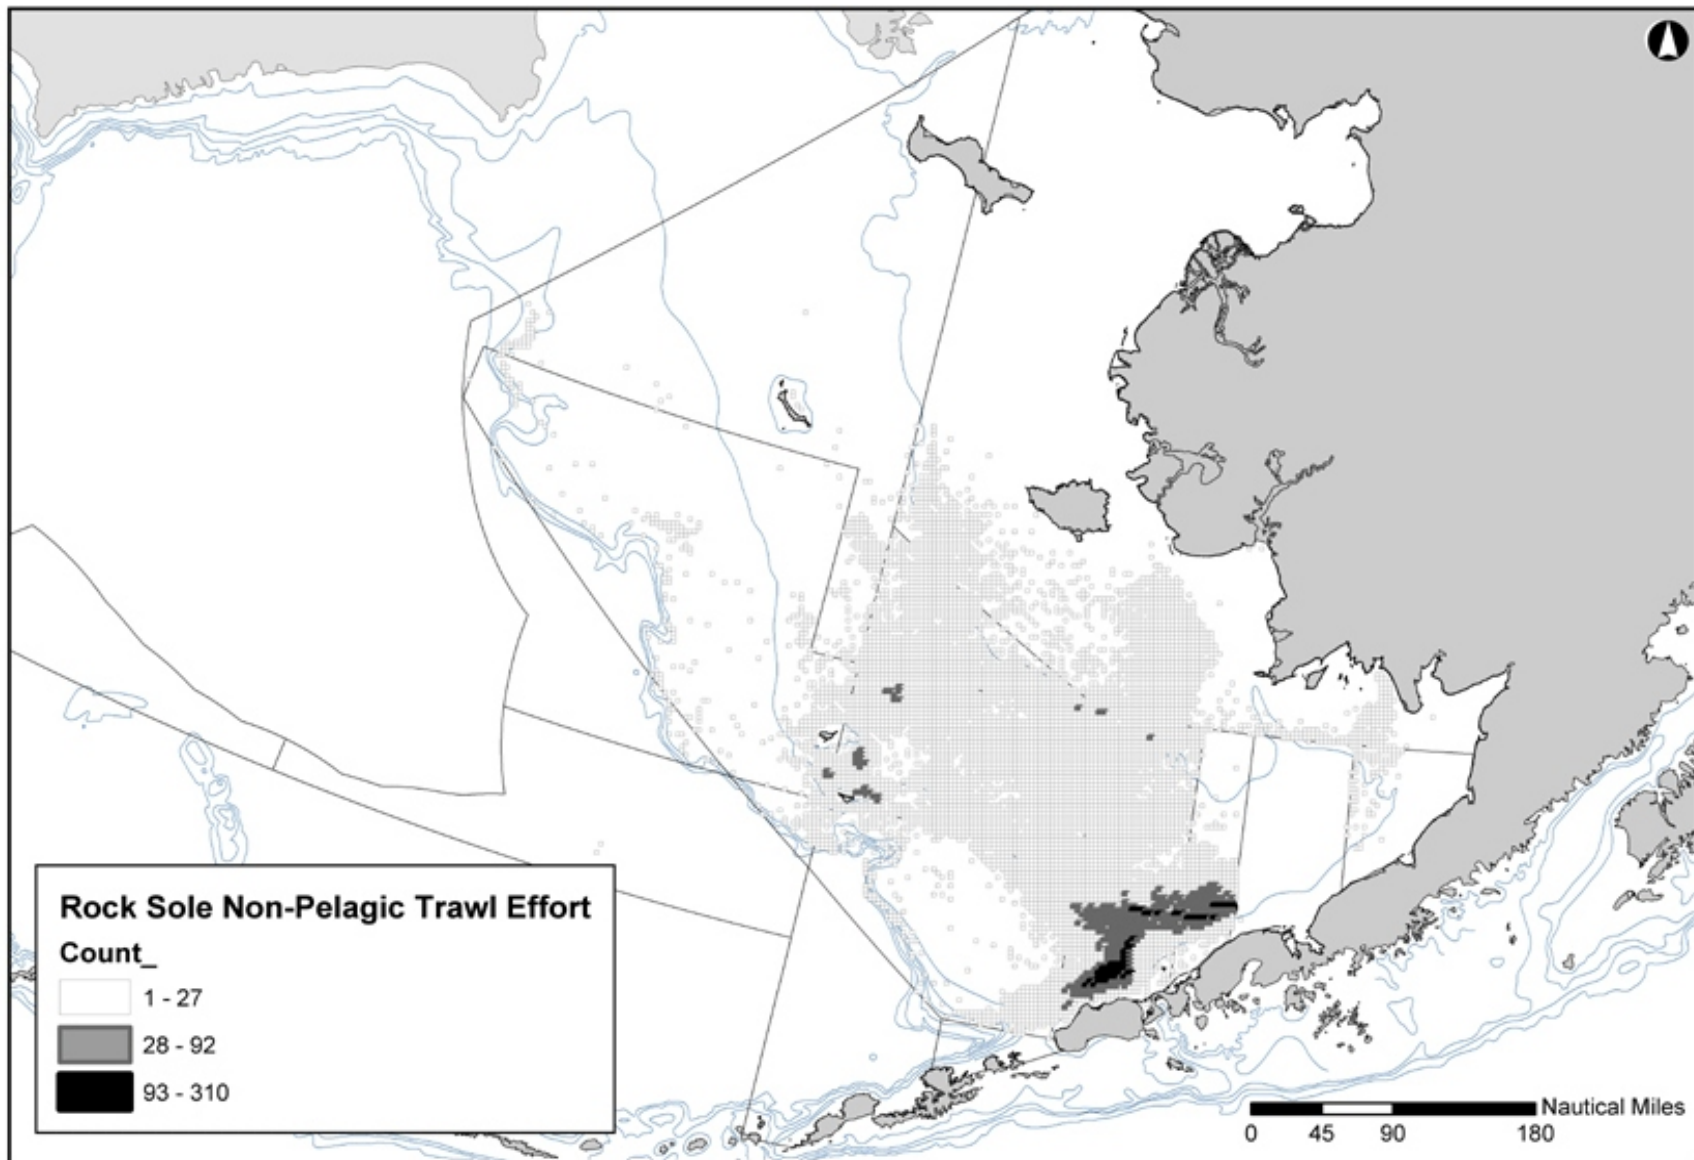 Rock Sole Non-Pelagic Trawl Effort
Count_
1 - 27
28 - 92
93 - 310
Nautical Miles
0 45 90 180